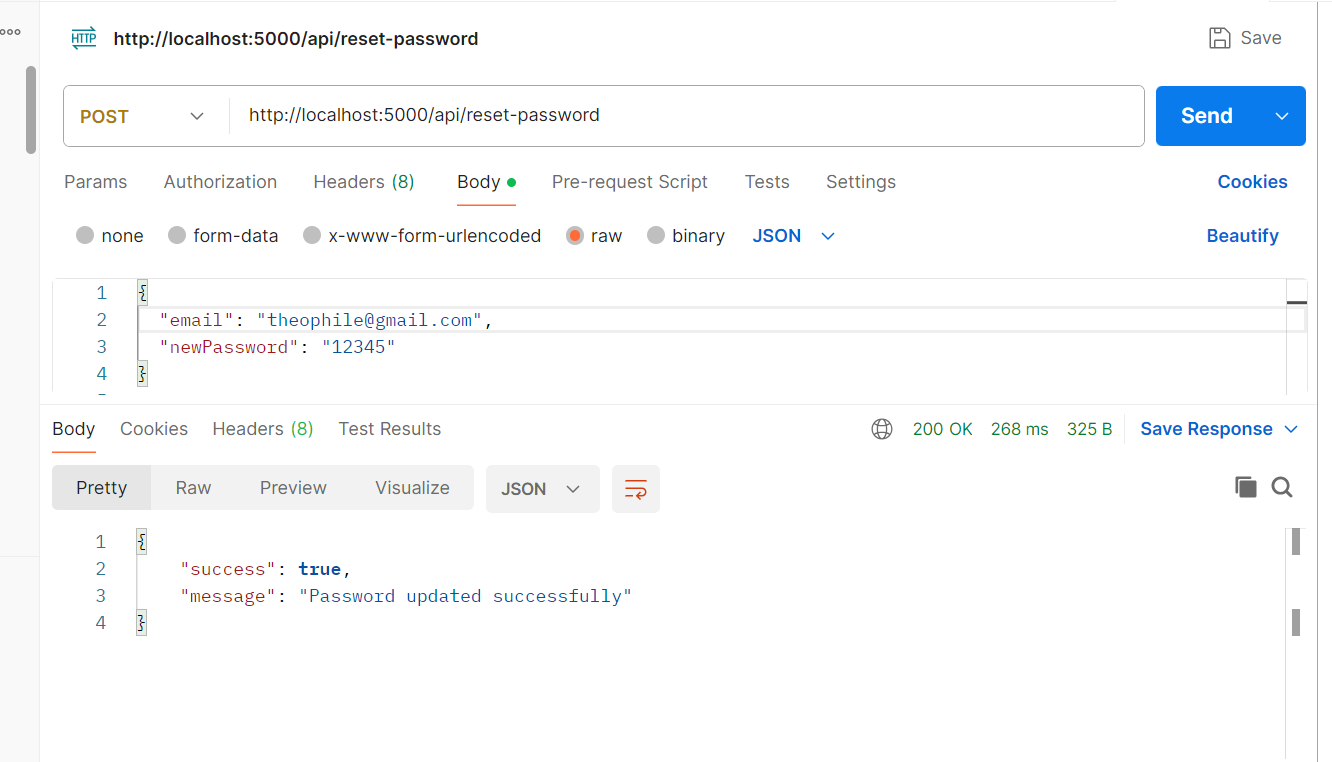 HTTP http://localhost:5000/api/reset-password Save
POST http://localhost:5000/api/reset-password Send
Params Authorization Headers (8) Body Pre-request Script Tests Settings Cookies
none form-data x-www-form-urlencoded raw binary JSON Beautify
1 {
2 "email": "theophile@gmail.com",
3 "newPassword": "12345"
4 }
Body Cookies Headers (8) Test Results 200 OK 268 ms 325 B Save Response
Pretty Raw Preview Visualize JSON
1 {
2 "success": true,
3 "message": "Password updated successfully"
4 }